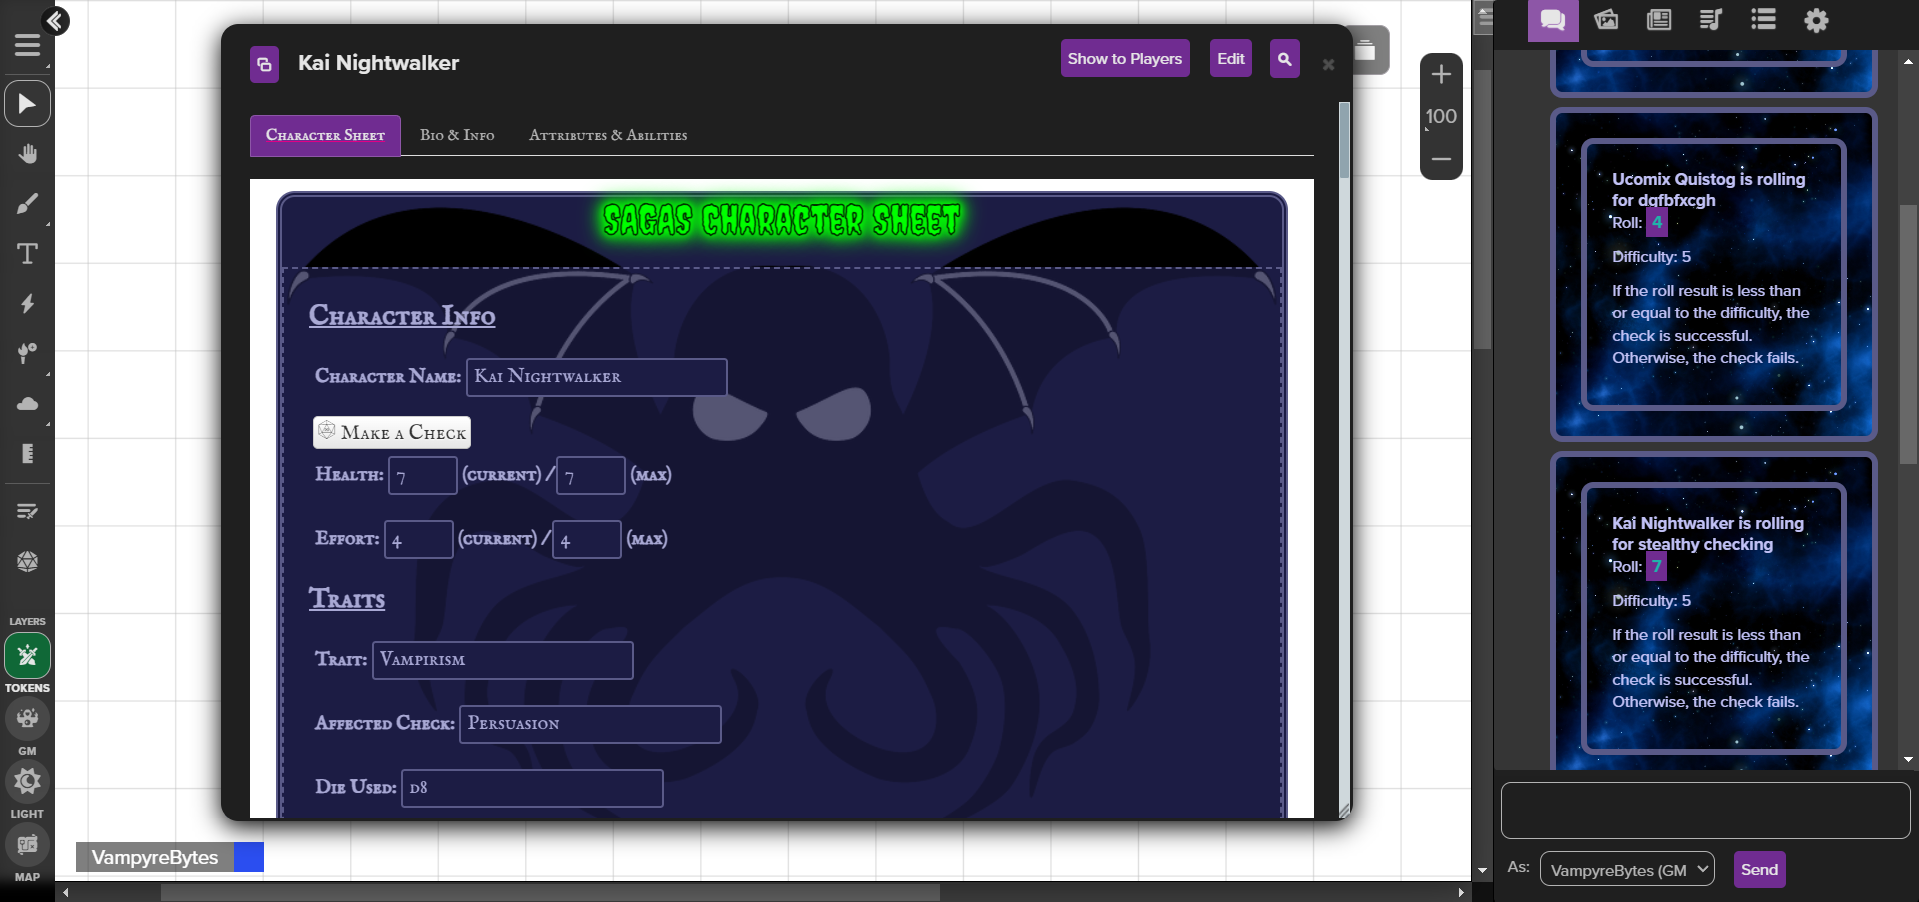 Kai Nightwalker
Show to Players
Edit
Character Sheet
Bio & Info
Attributes & Abilities
SAGAS CHARACTER SHEET
Character Info
Character Name: Kai Nightwalker
Make a Check
Health: 7 (current) / 7 (max)
Effort: 4 (current) / 4 (max)
Traits
Trait: Vampirism
Affected Check: Persuasion
Die Used: d8
LAYERS
TOKENS
GM
LIGHT
MAP
VampyreBytes
100
Ucomix Quistog is rolling
for dgfbfxcgh
Roll: 4
Difficulty: 5
If the roll result is less than
or equal to the difficulty, the
check is successful.
Otherwise, the check fails.
Kai Nightwalker is rolling
for stealthy checking
Roll: 7
Difficulty: 5
If the roll result is less than
or equal to the difficulty, the
check is successful.
Otherwise, the check fails.
As: VampyreBytes (GM
Send